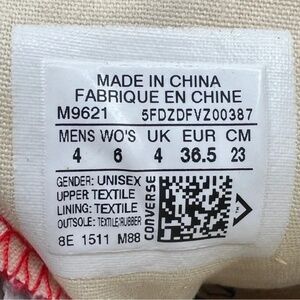 MADE IN CHINA
FABRIQUE EN CHINE
M9621 5FDZDFVZ00387
MENS WO'S UK EUR CM
4 6 4 36.5 23
GENDER: UNISEX
UPPER TEXTILE
LINING: TEXTILE
OUTSOLE: TEXTILE/RUBBER
8E 1511 M88
CONVERSE